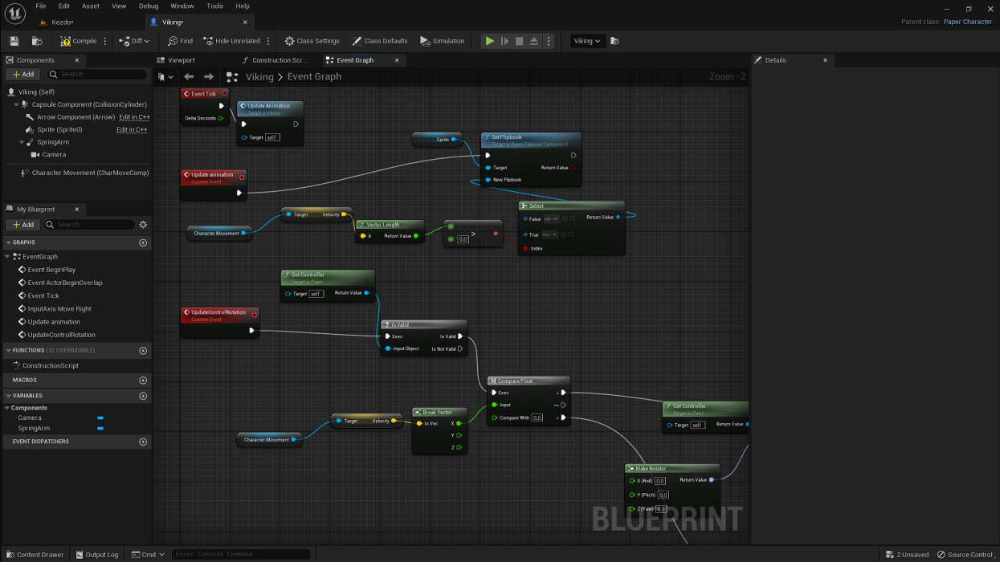 File Edit Asset View Debug Window Tools Help
Kezdo•
Viking•
Parent class: Paper Character
Compile
Diff
Find
Hide Unrelated
Class Settings
Class Defaults
Simulation
Viking
Components
Add
Search
Viking (Self)
Capsule Component (CollisionCylinder)
Arrow Component (Arrow) Edit in C++
Sprite (Sprite0) Edit in C++
SpringArm
Camera
Character Movement (CharMoveComp)
My Blueprint
Add
Search
GRAPHS
EventGraph
Event BeginPlay
Event ActorBeginOverlap
Event Tick
InputAxis Move Right
Update animation
UpdateControlRotation
FUNCTIONS (32 OVERRIDABLE)
ConstructionScript
MACROS
VARIABLES
Components
Camera
SpringArm
EVENT DISPATCHERS
Viewport
Construction Scr...
Event Graph
Viking > Event Graph
Zoom -2
Event Tick
Delta Seconds
Update Animation
Target is Viking
Target self
Sprite
Set Flipbook
Target is Paper Flipbook Component
Target Return Value
New Flipbook
Update animation
Custom Event
Character Movement
Target Velocity
Vector Length
A Return Value
>
0,0
Select
False Idle Return Value
True Run
Index
Get Controller
Target is Pawn
Target self Return Value
UpdateControlRotation
Custom Event
Is Valid
Exec Is Valid
Input Object Is Not Valid
Compare Float
Exec >
Input ==
Compare With 0,0 <
Character Movement
Target Velocity
Break Vector
In Vec X
Y
Z
Get Controller
Target is Pawn
Target self Return Value
Make Rotator
X (Roll) 0,0 Return Value
Y (Pitch) 0,0
Z (Yaw) 0,0
BLUEPRINT
Details
Content Drawer
Output Log
Cmd
Enter Console Command
2 Unsaved
Source Control